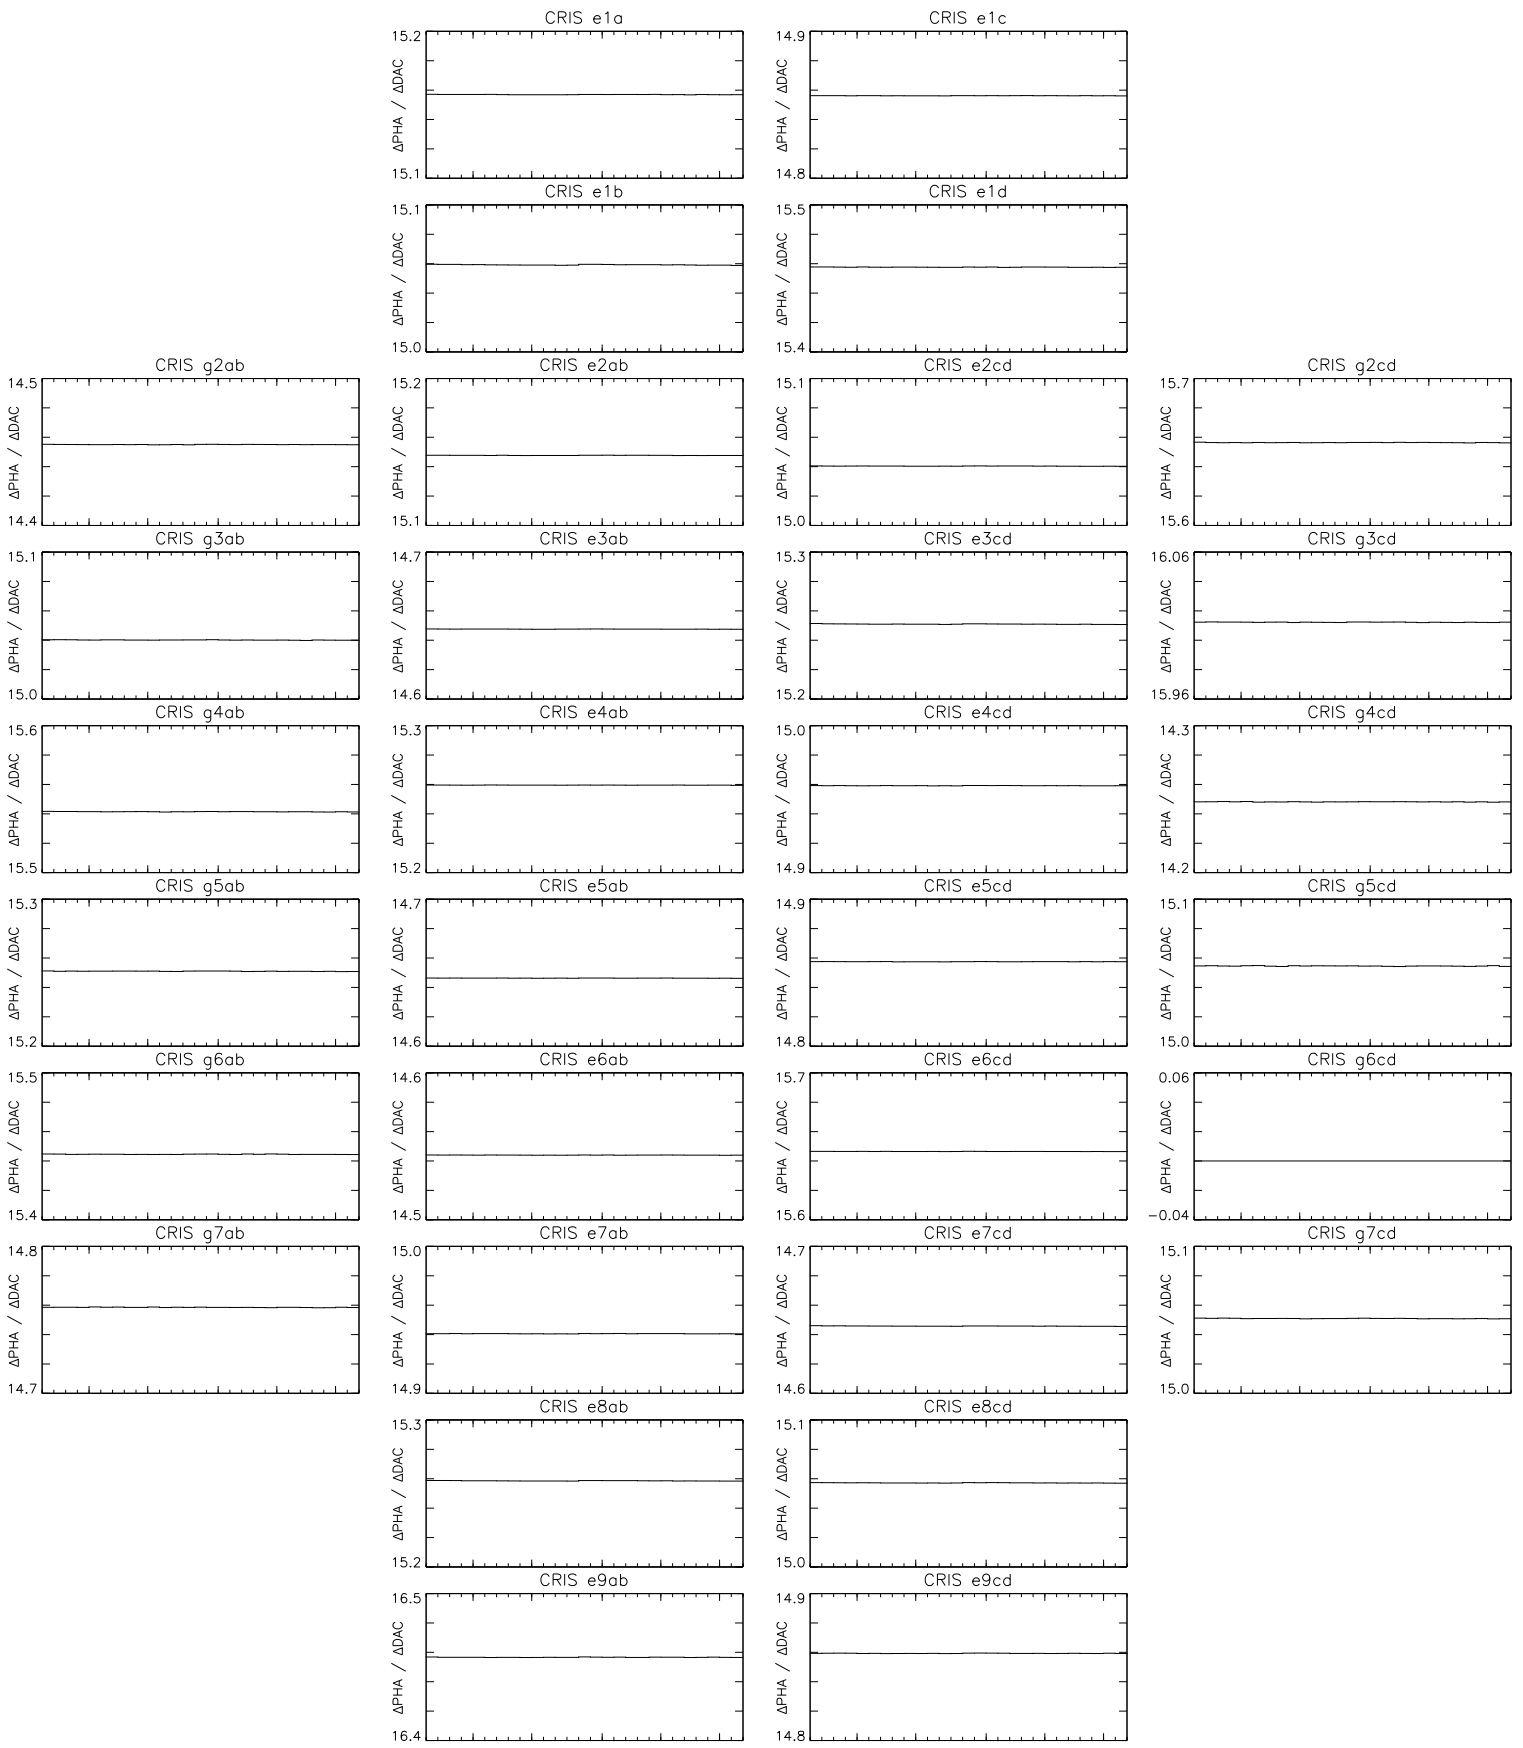 CRIS e1a
15.2
ΔPHA / ΔDAC
15.1
CRIS e1c
14.9
ΔPHA / ΔDAC
14.8
CRIS e1b
15.1
ΔPHA / ΔDAC
15.0
CRIS e1d
15.5
ΔPHA / ΔDAC
15.4
CRIS g2ab
14.5
ΔPHA / ΔDAC
14.4
CRIS e2ab
15.2
ΔPHA / ΔDAC
15.1
CRIS e2cd
15.1
ΔPHA / ΔDAC
15.0
CRIS g2cd
15.7
ΔPHA / ΔDAC
15.6
CRIS g3ab
15.1
ΔPHA / ΔDAC
15.0
CRIS e3ab
14.7
ΔPHA / ΔDAC
14.6
CRIS e3cd
15.3
ΔPHA / ΔDAC
15.2
CRIS g3cd
16.06
ΔPHA / ΔDAC
15.96
CRIS g4ab
15.6
ΔPHA / ΔDAC
15.5
CRIS e4ab
15.3
ΔPHA / ΔDAC
15.2
CRIS e4cd
15.0
ΔPHA / ΔDAC
14.9
CRIS g4cd
14.3
ΔPHA / ΔDAC
14.2
CRIS g5ab
15.3
ΔPHA / ΔDAC
15.2
CRIS e5ab
14.7
ΔPHA / ΔDAC
14.6
CRIS e5cd
14.9
ΔPHA / ΔDAC
14.8
CRIS g5cd
15.1
ΔPHA / ΔDAC
15.0
CRIS g6ab
15.5
ΔPHA / ΔDAC
15.4
CRIS e6ab
14.6
ΔPHA / ΔDAC
14.5
CRIS e6cd
15.7
ΔPHA / ΔDAC
15.6
CRIS g6cd
0.06
ΔPHA / ΔDAC
−0.04
CRIS g7ab
14.8
ΔPHA / ΔDAC
14.7
CRIS e7ab
15.0
ΔPHA / ΔDAC
14.9
CRIS e7cd
14.7
ΔPHA / ΔDAC
14.6
CRIS g7cd
15.1
ΔPHA / ΔDAC
15.0
CRIS e8ab
15.3
ΔPHA / ΔDAC
15.2
CRIS e8cd
15.1
ΔPHA / ΔDAC
15.0
CRIS e9ab
16.5
ΔPHA / ΔDAC
16.4
CRIS e9cd
14.9
ΔPHA / ΔDAC
14.8